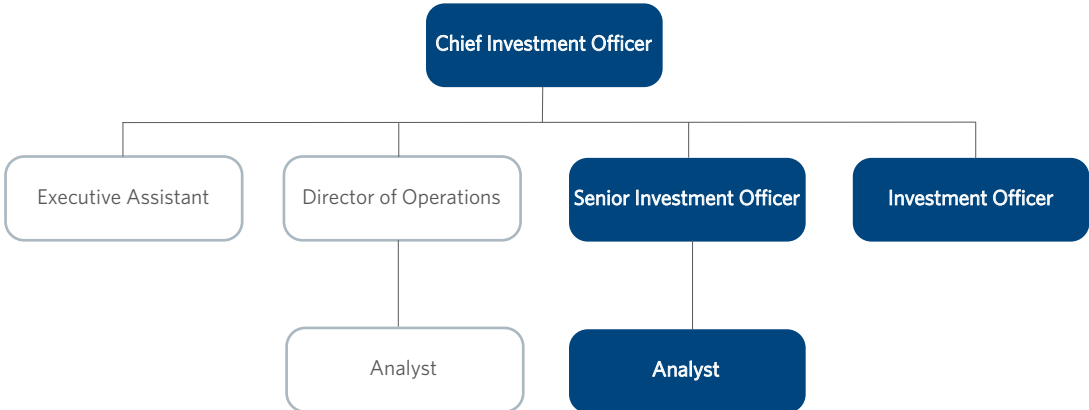 Chief Investment Officer
Executive Assistant
Director of Operations
Senior Investment Officer
Investment Officer
Analyst
Analyst